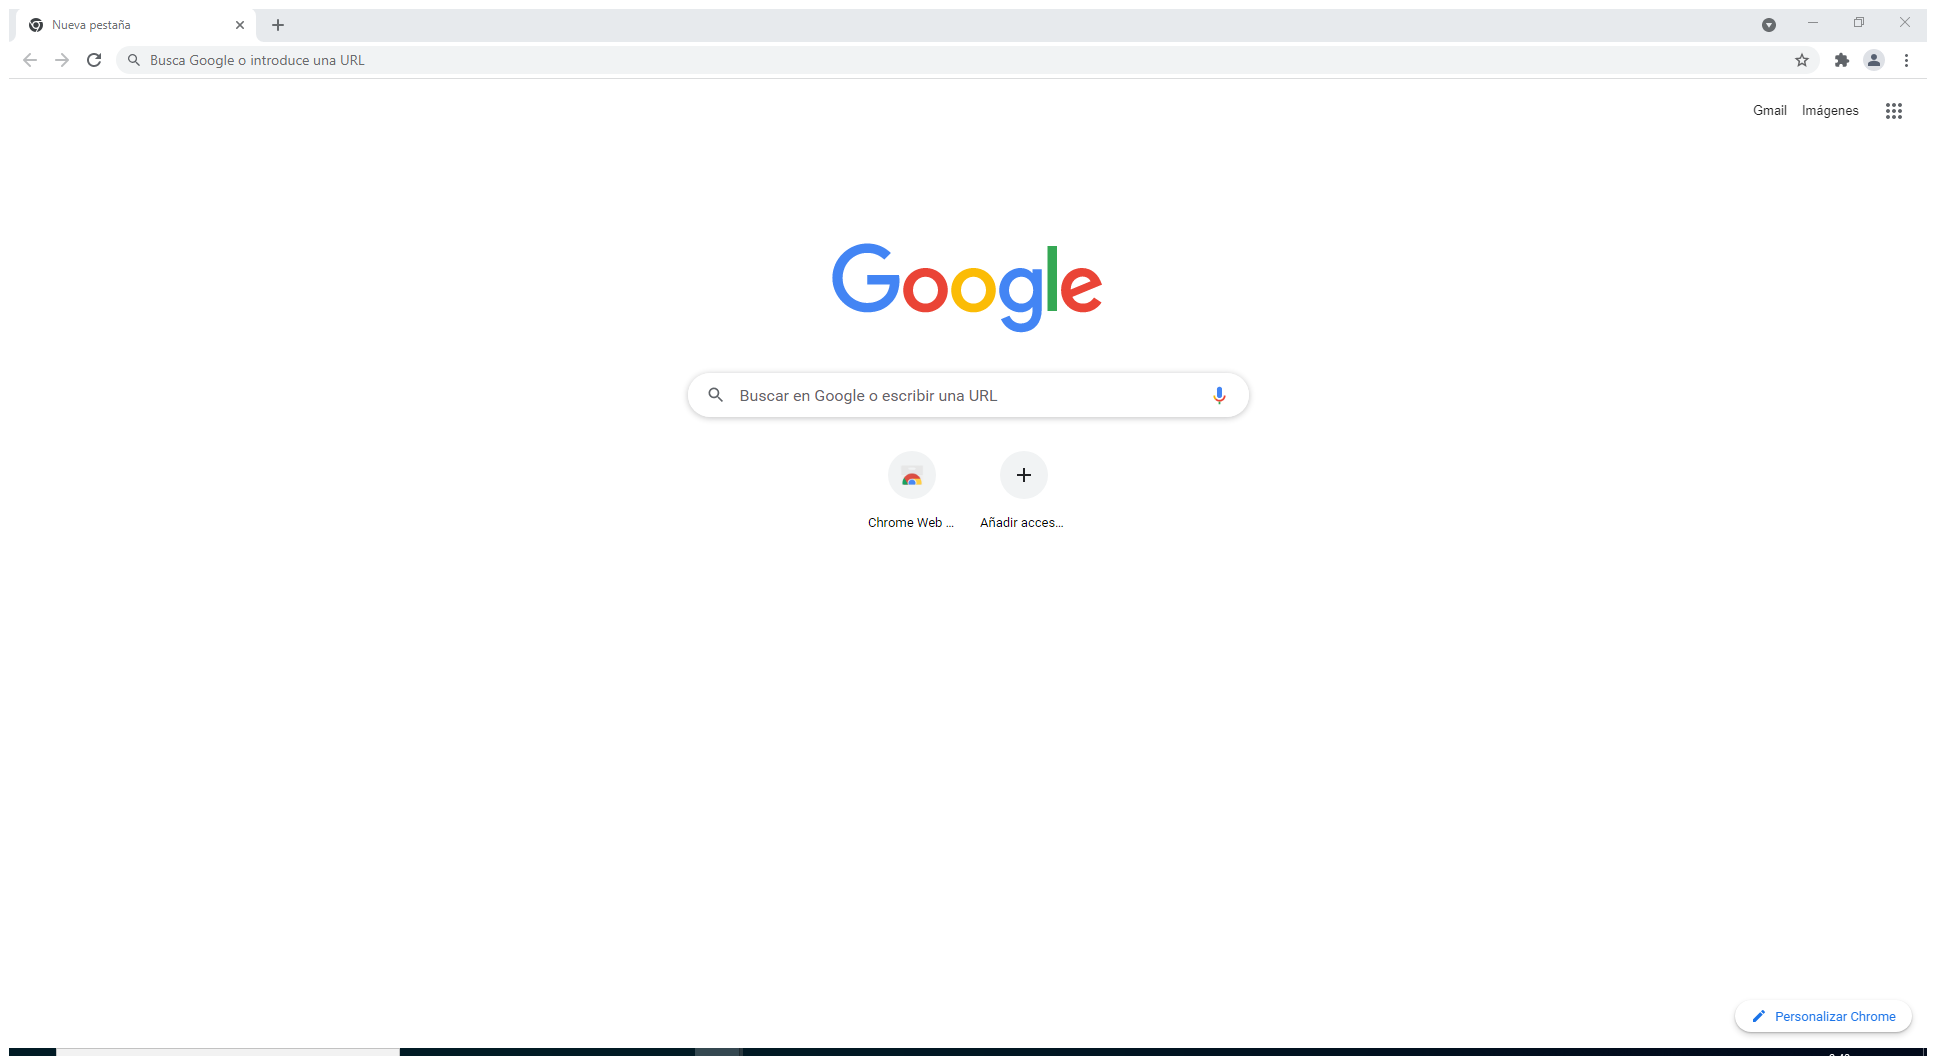 Nueva pestaña
Busca Google o introduce una URL
Gmail Imágenes
Google
Buscar en Google o escribir una URL
Chrome Web ... Añadir acces...
Personalizar Chrome